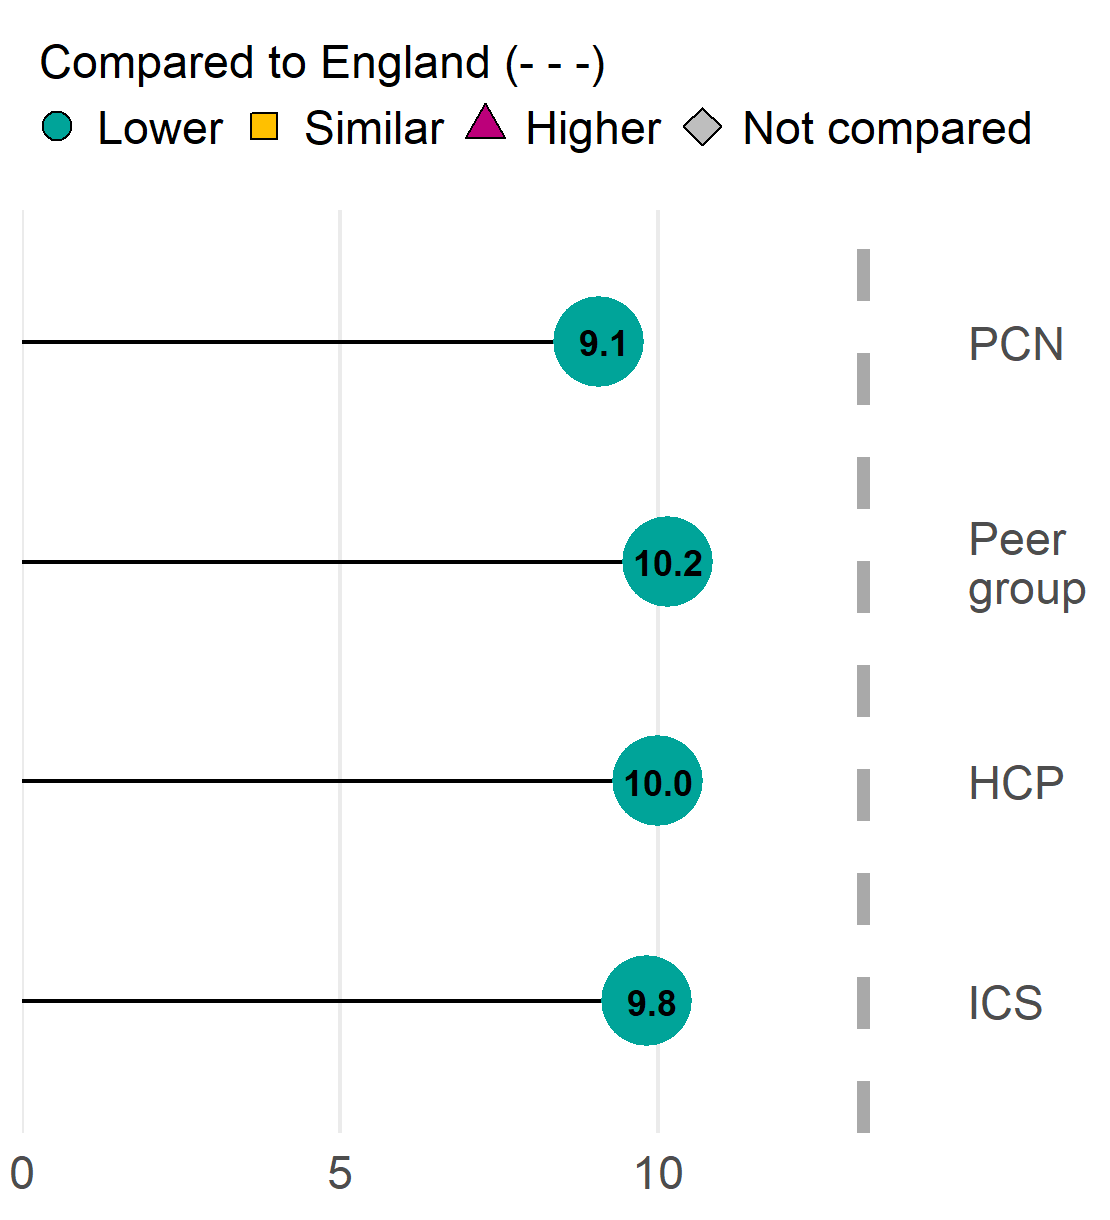 Compared to England (- - -)
Lower Similar Higher Not compared
9.1 PCN
10.2 Peer
group
10.0 HCP
9.8 ICS
0 5 10